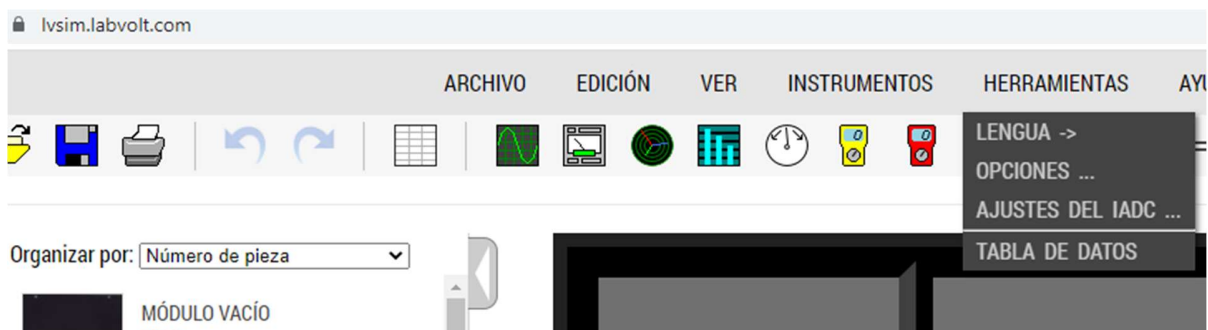 lvsim.labvolt.com
ARCHIVO EDICIÓN VER INSTRUMENTOS HERRAMIENTAS AYU
LENGUA ->
OPCIONES ...
AJUSTES DEL IADC ...
TABLA DE DATOS
Organizar por: Número de pieza
MÓDULO VACÍO